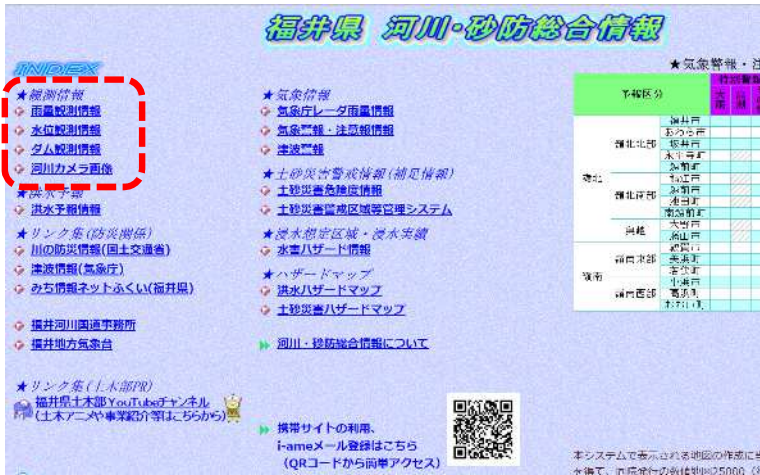 福井県 河川・砂防総合情報
INDEX
★観測情報
雨量観測情報
水位観測情報
ダム観測情報
河川カメラ画像
★洪水予報
洪水予報情報
★リンク集(防災関係)
川の防災情報(国土交通省)
津波情報(気象庁)
みち情報ネットふくい(福井県)
福井河川国道事務所
福井地方気象台
★リンク集(土木部PR)
福井県土木部YouTubeチャンネル
(土木アニメや事業紹介等はこちらから)
★気象情報
気象庁レーダ雨量情報
気象警報・注意報情報
津波警報
★土砂災害警戒情報(補足情報)
土砂災害危険度情報
土砂災害警戒区域等管理システム
★浸水想定区域・浸水実績
水害ハザード情報
★ハザードマップ
洪水ハザードマップ
土砂災害ハザードマップ
河川・砂防総合情報について
携帯サイトの利用、
i-ameメール登録はこちら
(QRコードから簡単アクセス)
★気象警報・注
予報区分
特別警報
嶺北
嶺北北部
福井市
あわら市
坂井市
永平寺町
越前町
嶺北南部
鯖江市
越前市
池田町
南越前町
奥越
大野市
勝山市
嶺南
嶺南東部
敦賀市
美浜町
若狭町
嶺南西部
小浜市
高浜町
おおい町
本システムで表示される地図の作成に当